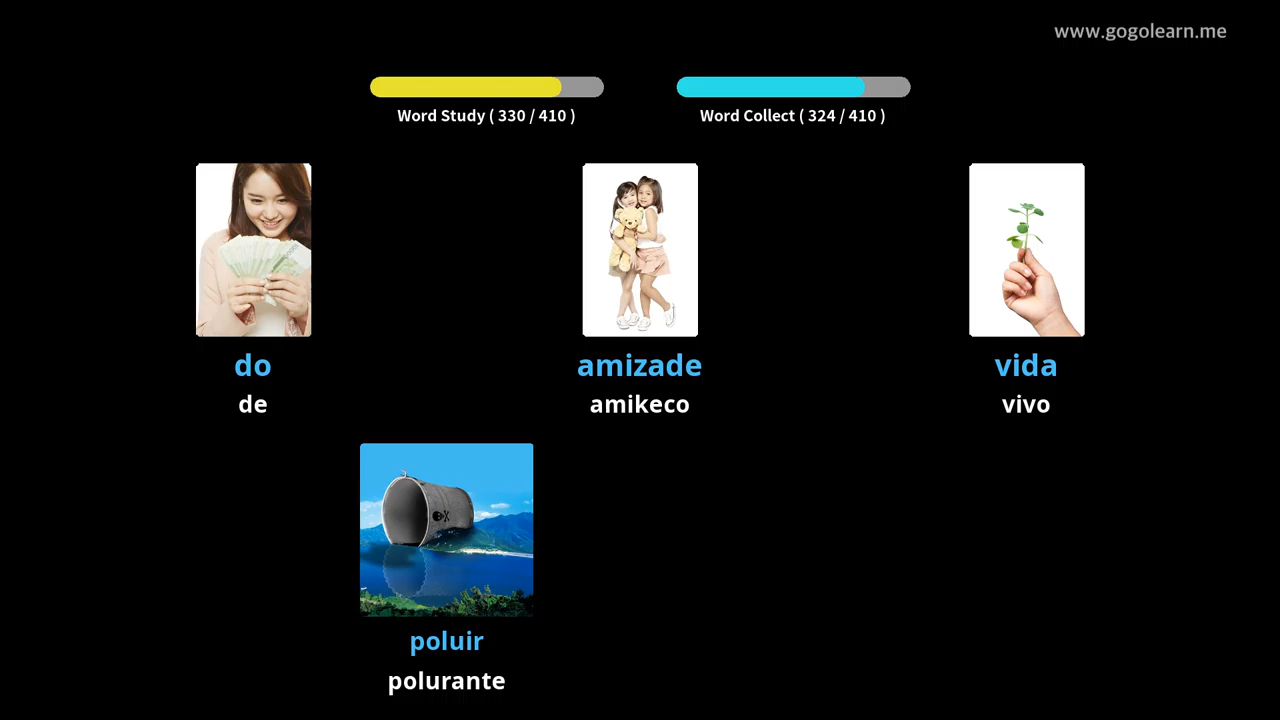 www.gogolearn.me
Word Study ( 330 / 410 )
Word Collect ( 324 / 410 )
do
de
amizade
amikeco
vida
vivo
poluir
polurante